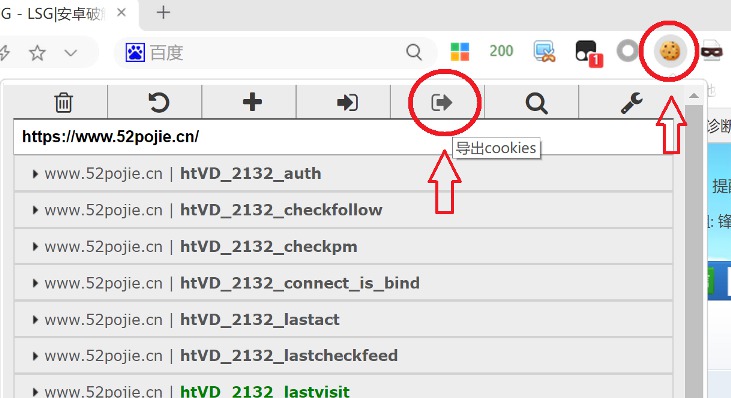 G - LSG|安卓破
百度
200
1
https://www.52pojie.cn/
导出cookies
诊断
www.52pojie.cn | htVD_2132_auth
提醒
www.52pojie.cn | htVD_2132_checkfollow
锋
www.52pojie.cn | htVD_2132_checkpm
www.52pojie.cn | htVD_2132_connect_is_bind
www.52pojie.cn | htVD_2132_lastact
www.52pojie.cn | htVD_2132_lastcheckfeed
www.52pojie.cn | htVD_2132_lastvisit